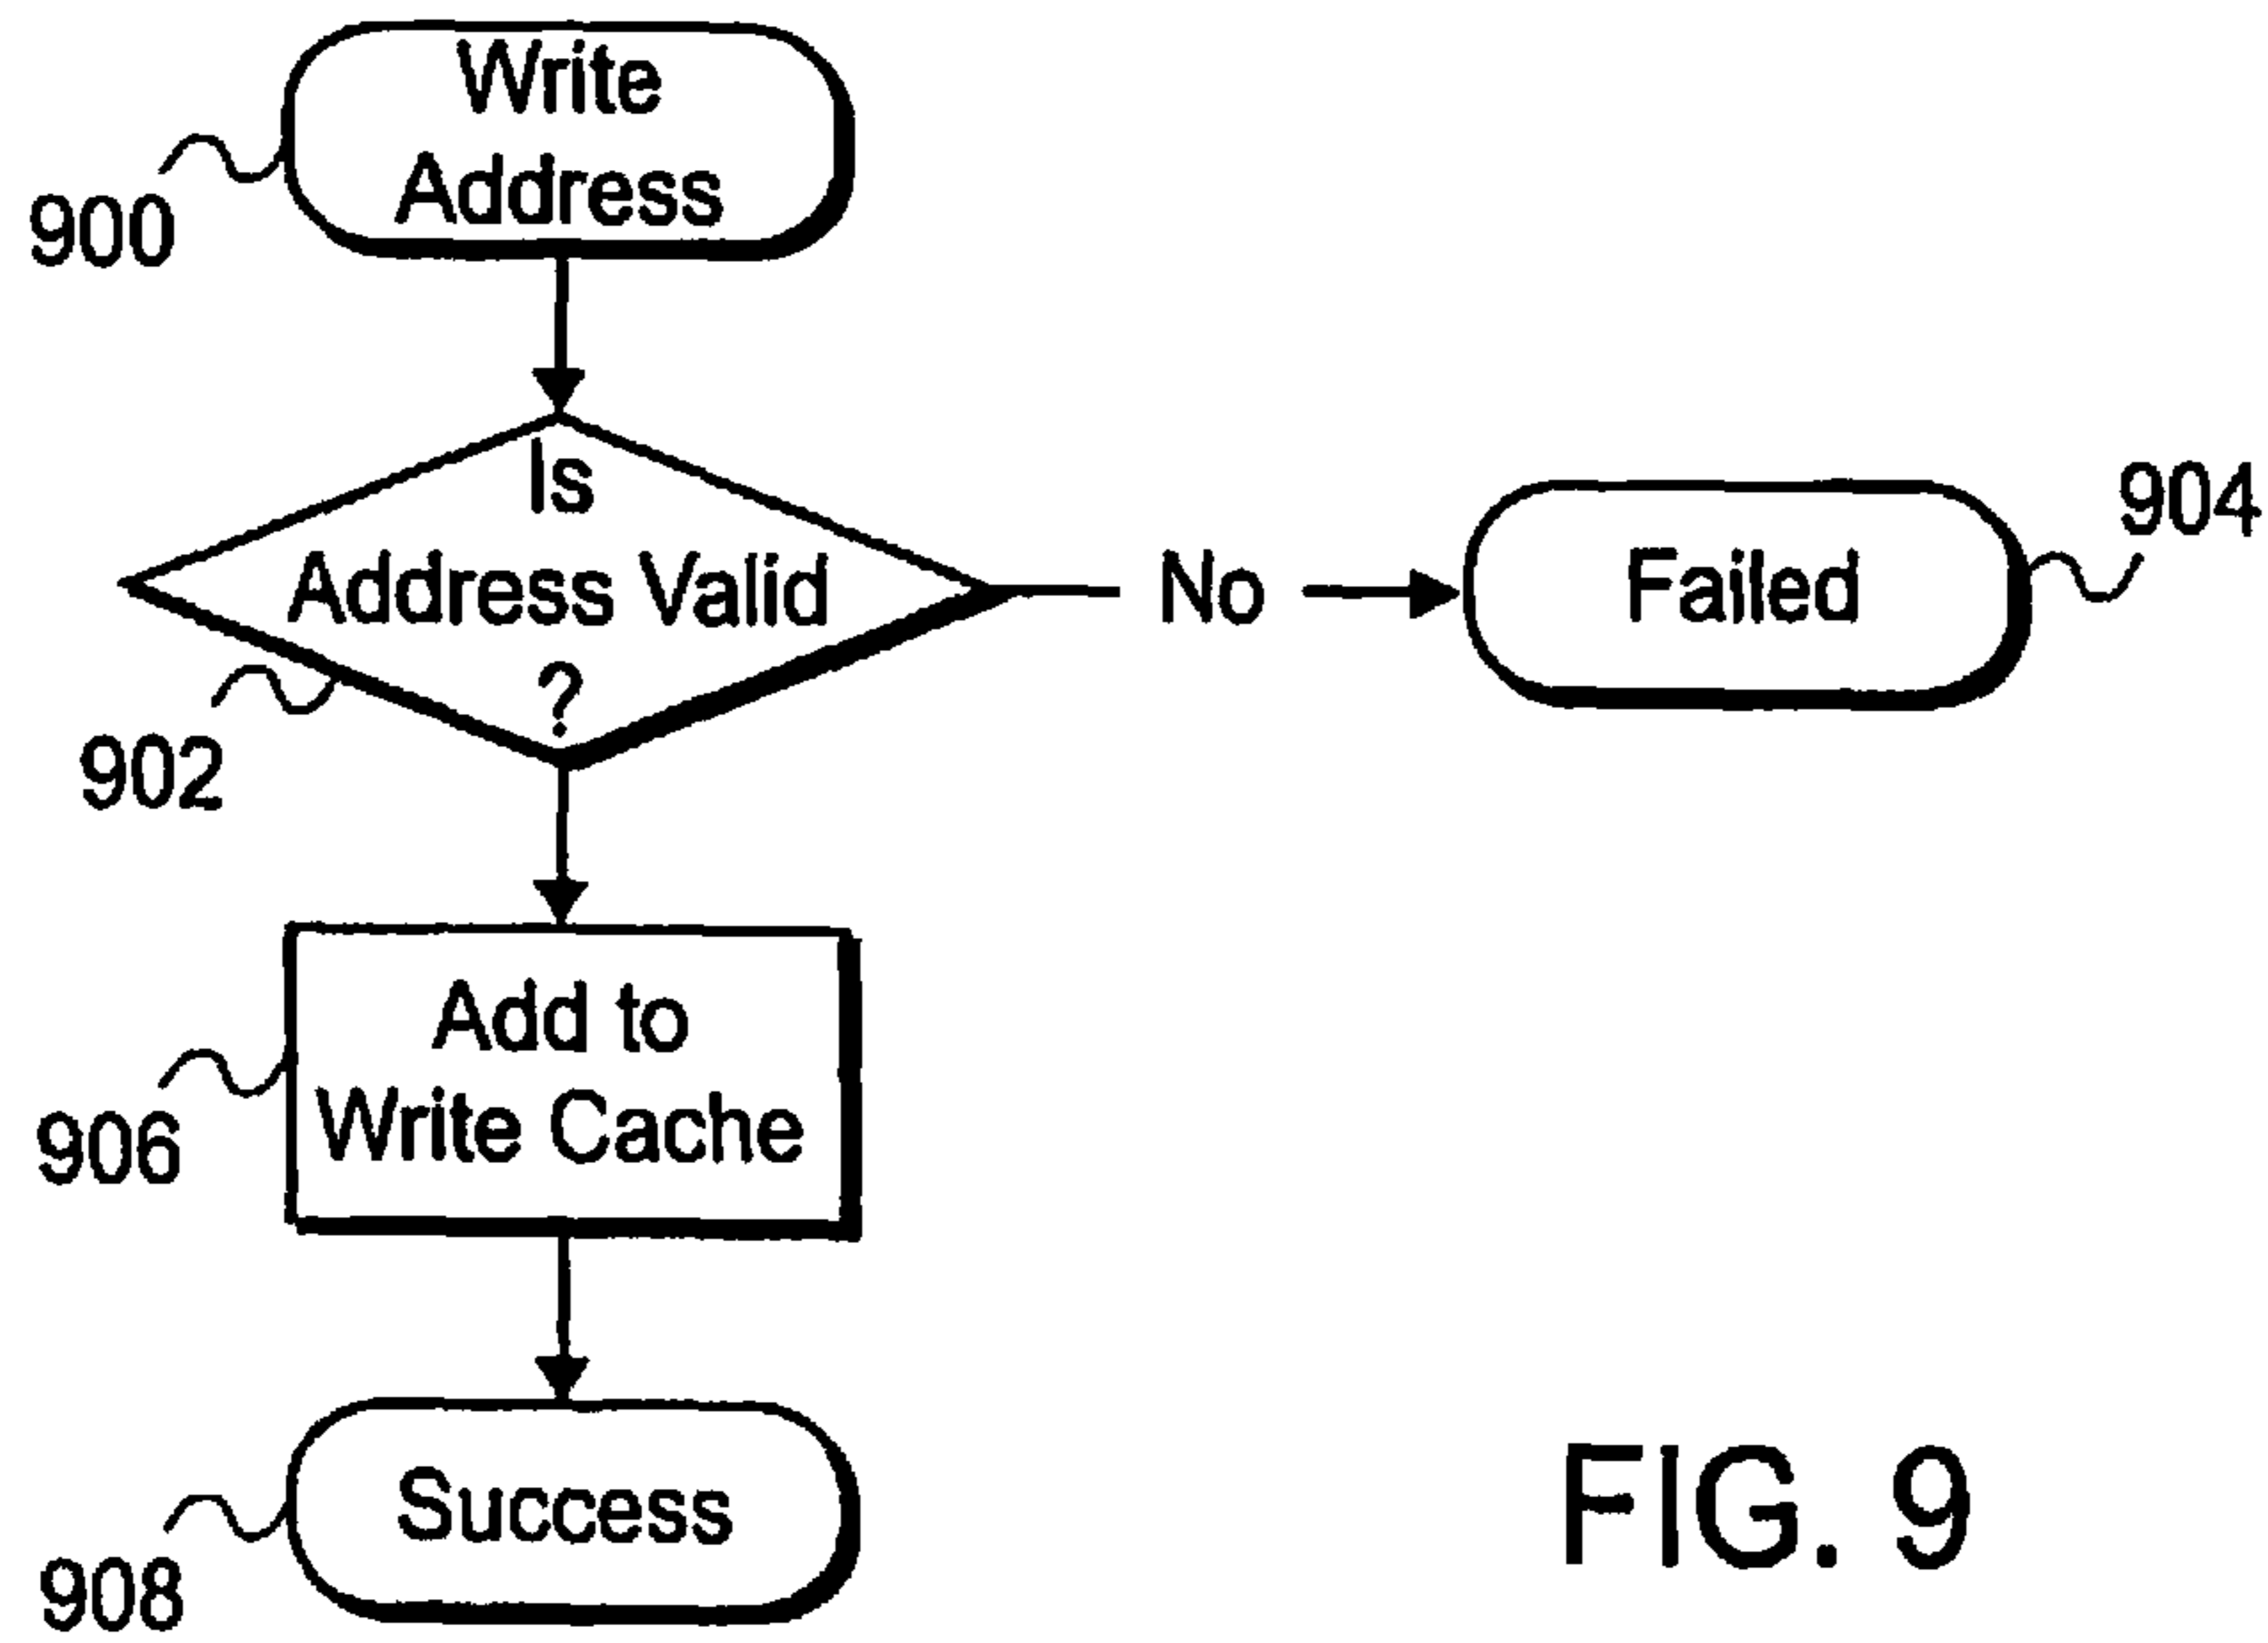 Write
Address
900
Is
Address Valid
?
902
No
Failed
904
Add to
Write Cache
906
Success
908
FIG. 9